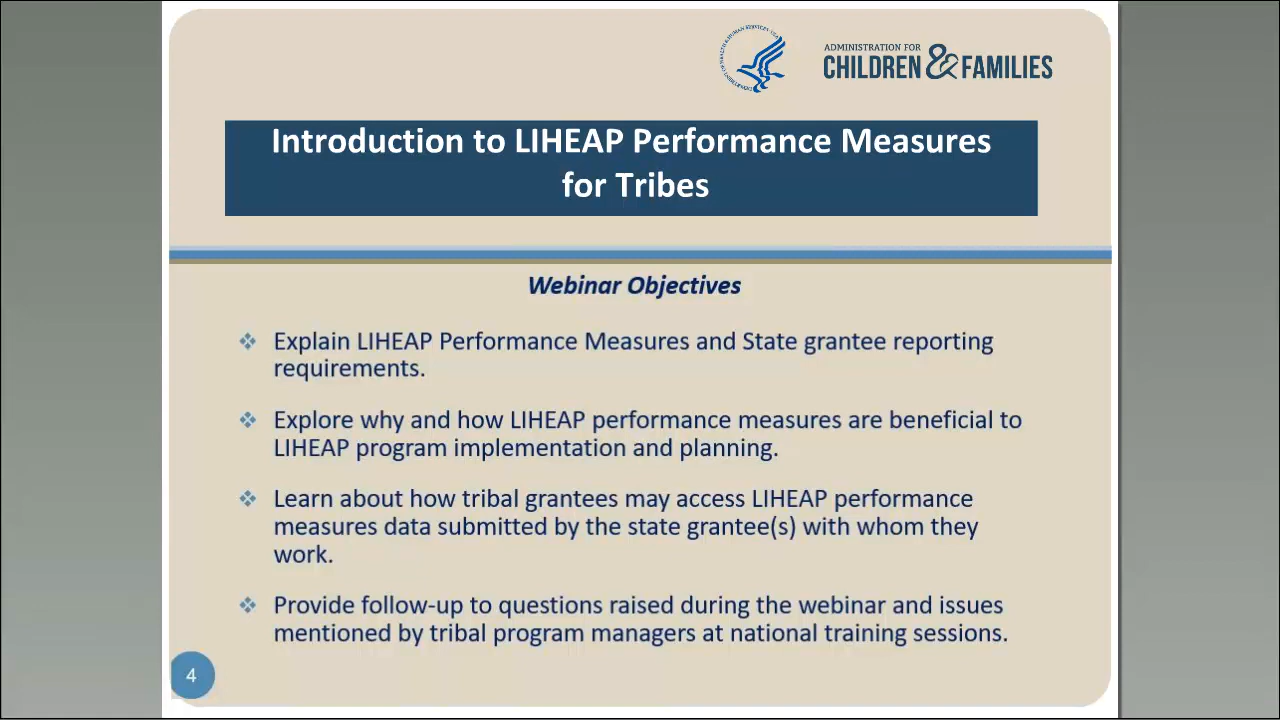 ADMINISTRATION FOR
CHILDREN & FAMILIES
Introduction to LIHEAP Performance Measures
for Tribes
Webinar Objectives
Explain LIHEAP Performance Measures and State grantee reporting
requirements.
Explore why and how LIHEAP performance measures are beneficial to
LIHEAP program implementation and planning.
Learn about how tribal grantees may access LIHEAP performance
measures data submitted by the state grantee(s) with whom they
work.
Provide follow-up to questions raised during the webinar and issues
mentioned by tribal program managers at national training sessions.
4